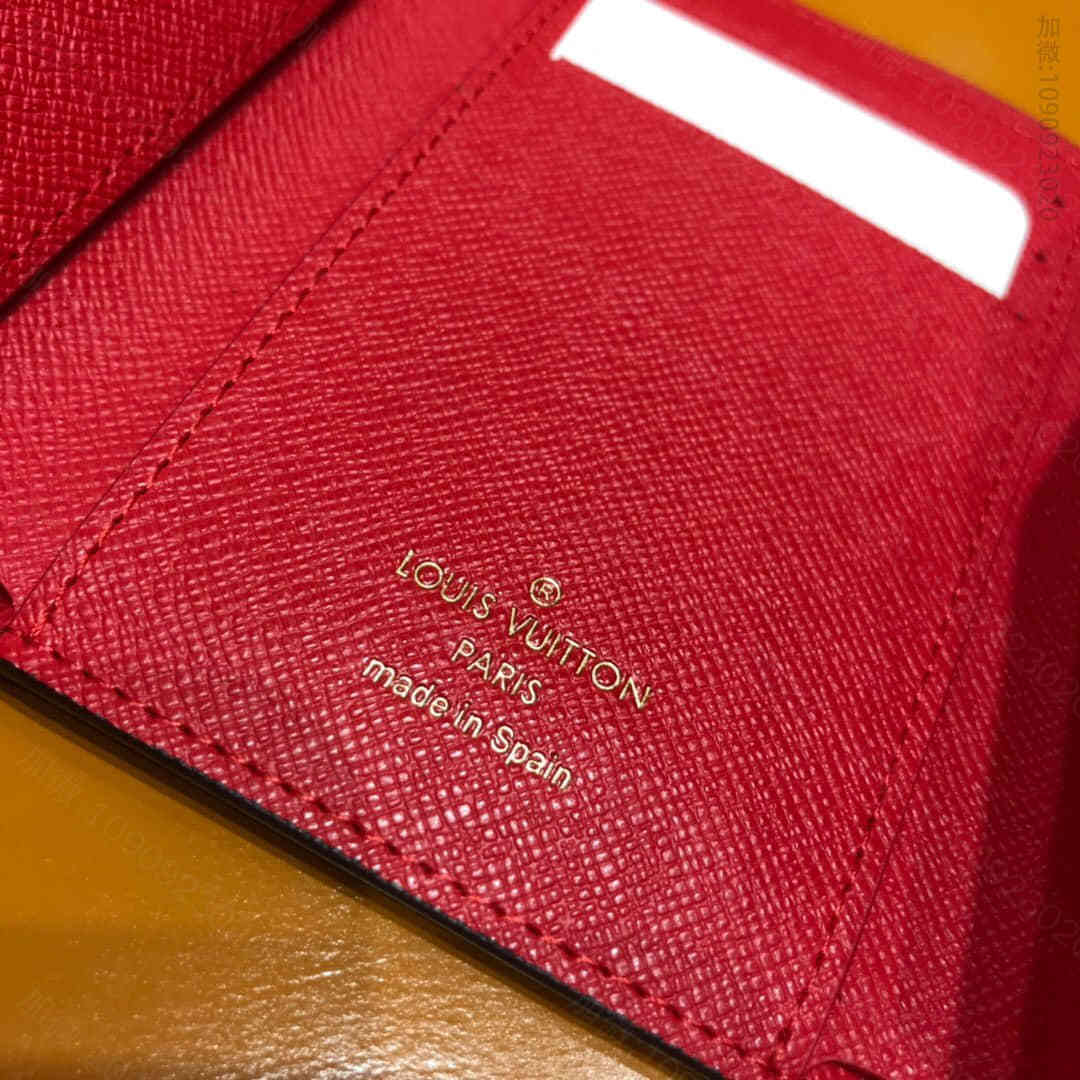 加微:109092302０
®
LOUIS VUITTON
PARIS
made in Spain